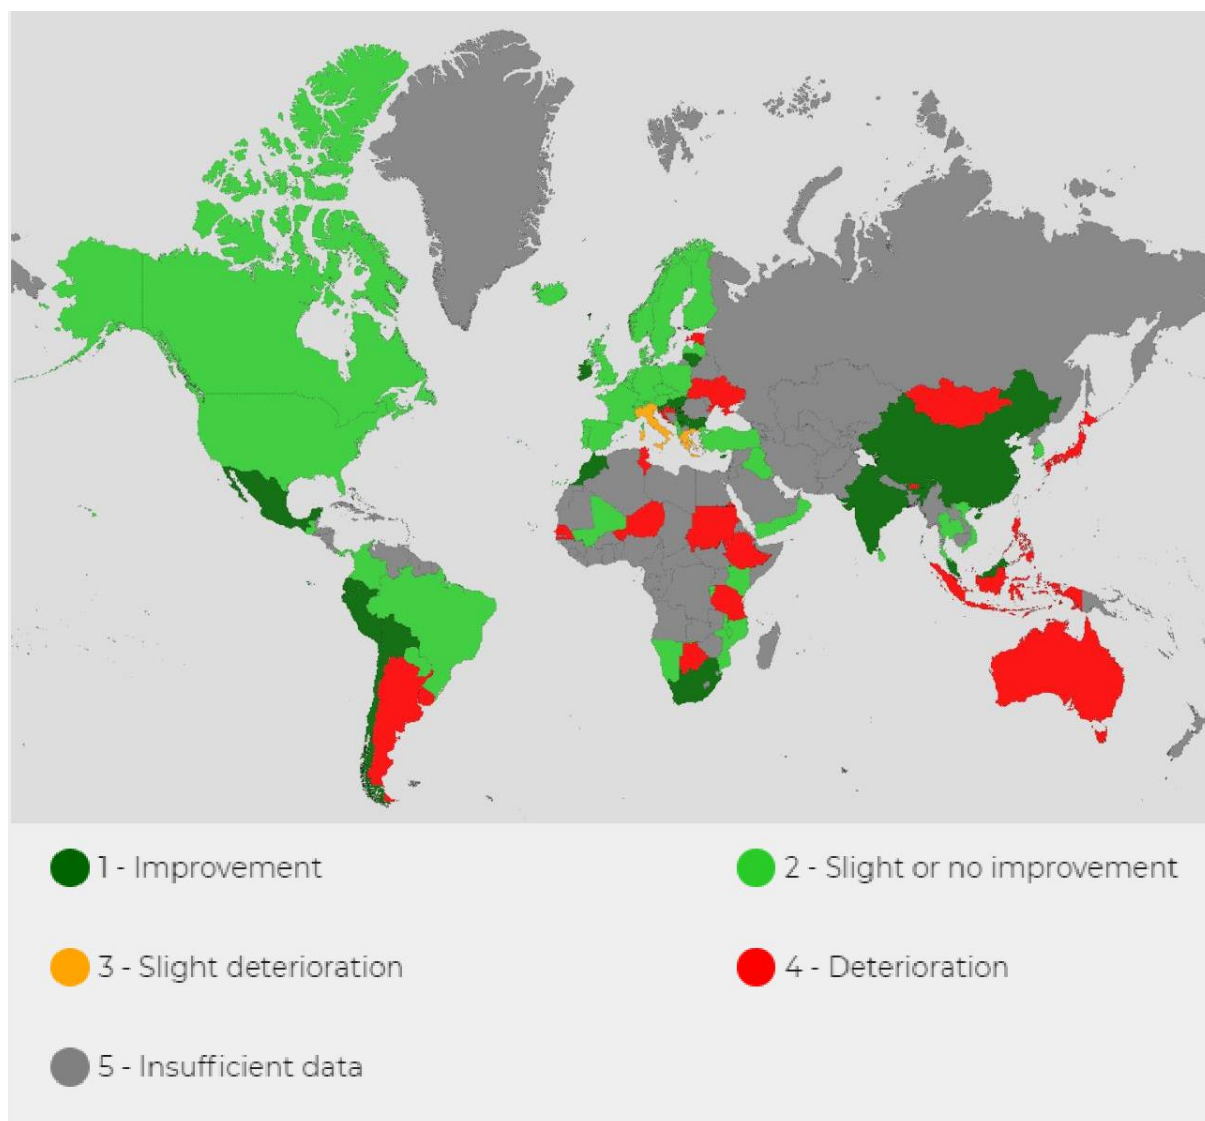 1 - Improvement
2 - Slight or no improvement
3 - Slight deterioration
4 - Deterioration
5 - Insufficient data